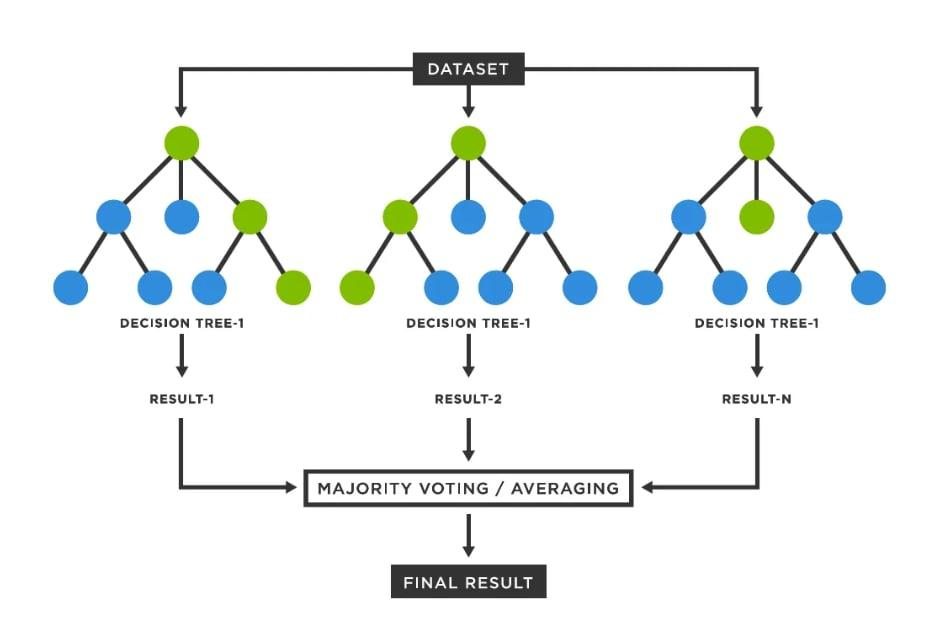 DATASET
DECISION TREE-1
DECISION TREE-1
DECISION TREE-1
RESULT-1
RESULT-2
RESULT-N
MAJORITY VOTING / AVERAGING
FINAL RESULT